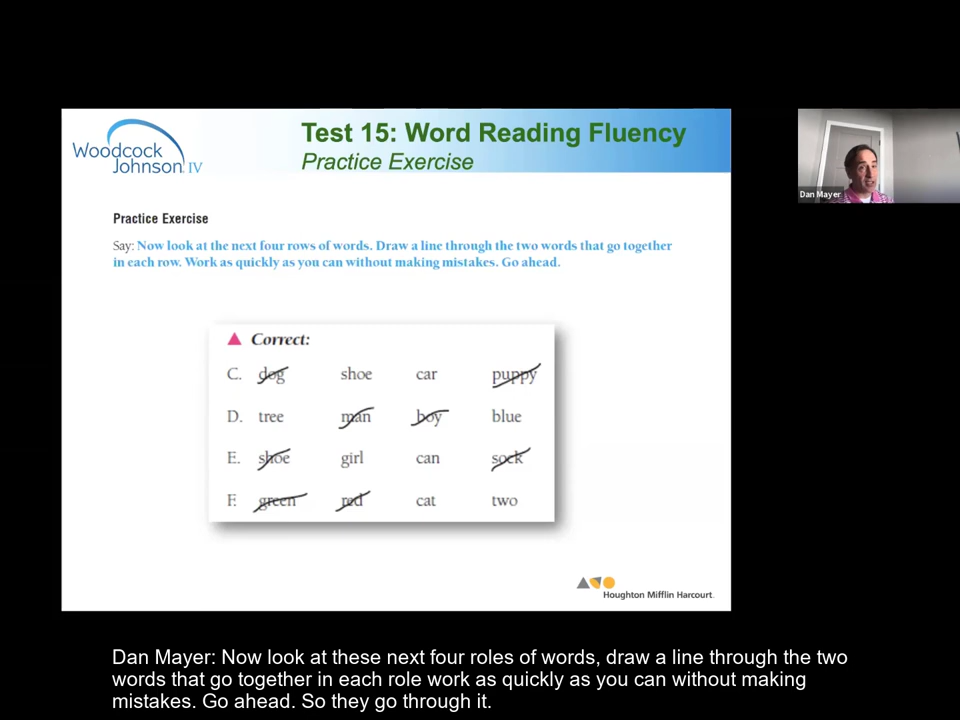 Woodcock
Johnson IV
Test 15: Word Reading Fluency
Practice Exercise
Dan Mayer
Practice Exercise
Say: Now look at the next four rows of words. Draw a line through the two words that go together
in each row. Work as quickly as you can without making mistakes. Go ahead.
Correct:
C. dog shoe car puppy
D. tree man boy blue
E. shoe girl can sock
F. green red cat two
Houghton Mifflin Harcourt.
Dan Mayer: Now look at these next four roles of words, draw a line through the two
words that go together in each role work as quickly as you can without making
mistakes. Go ahead. So they go through it.